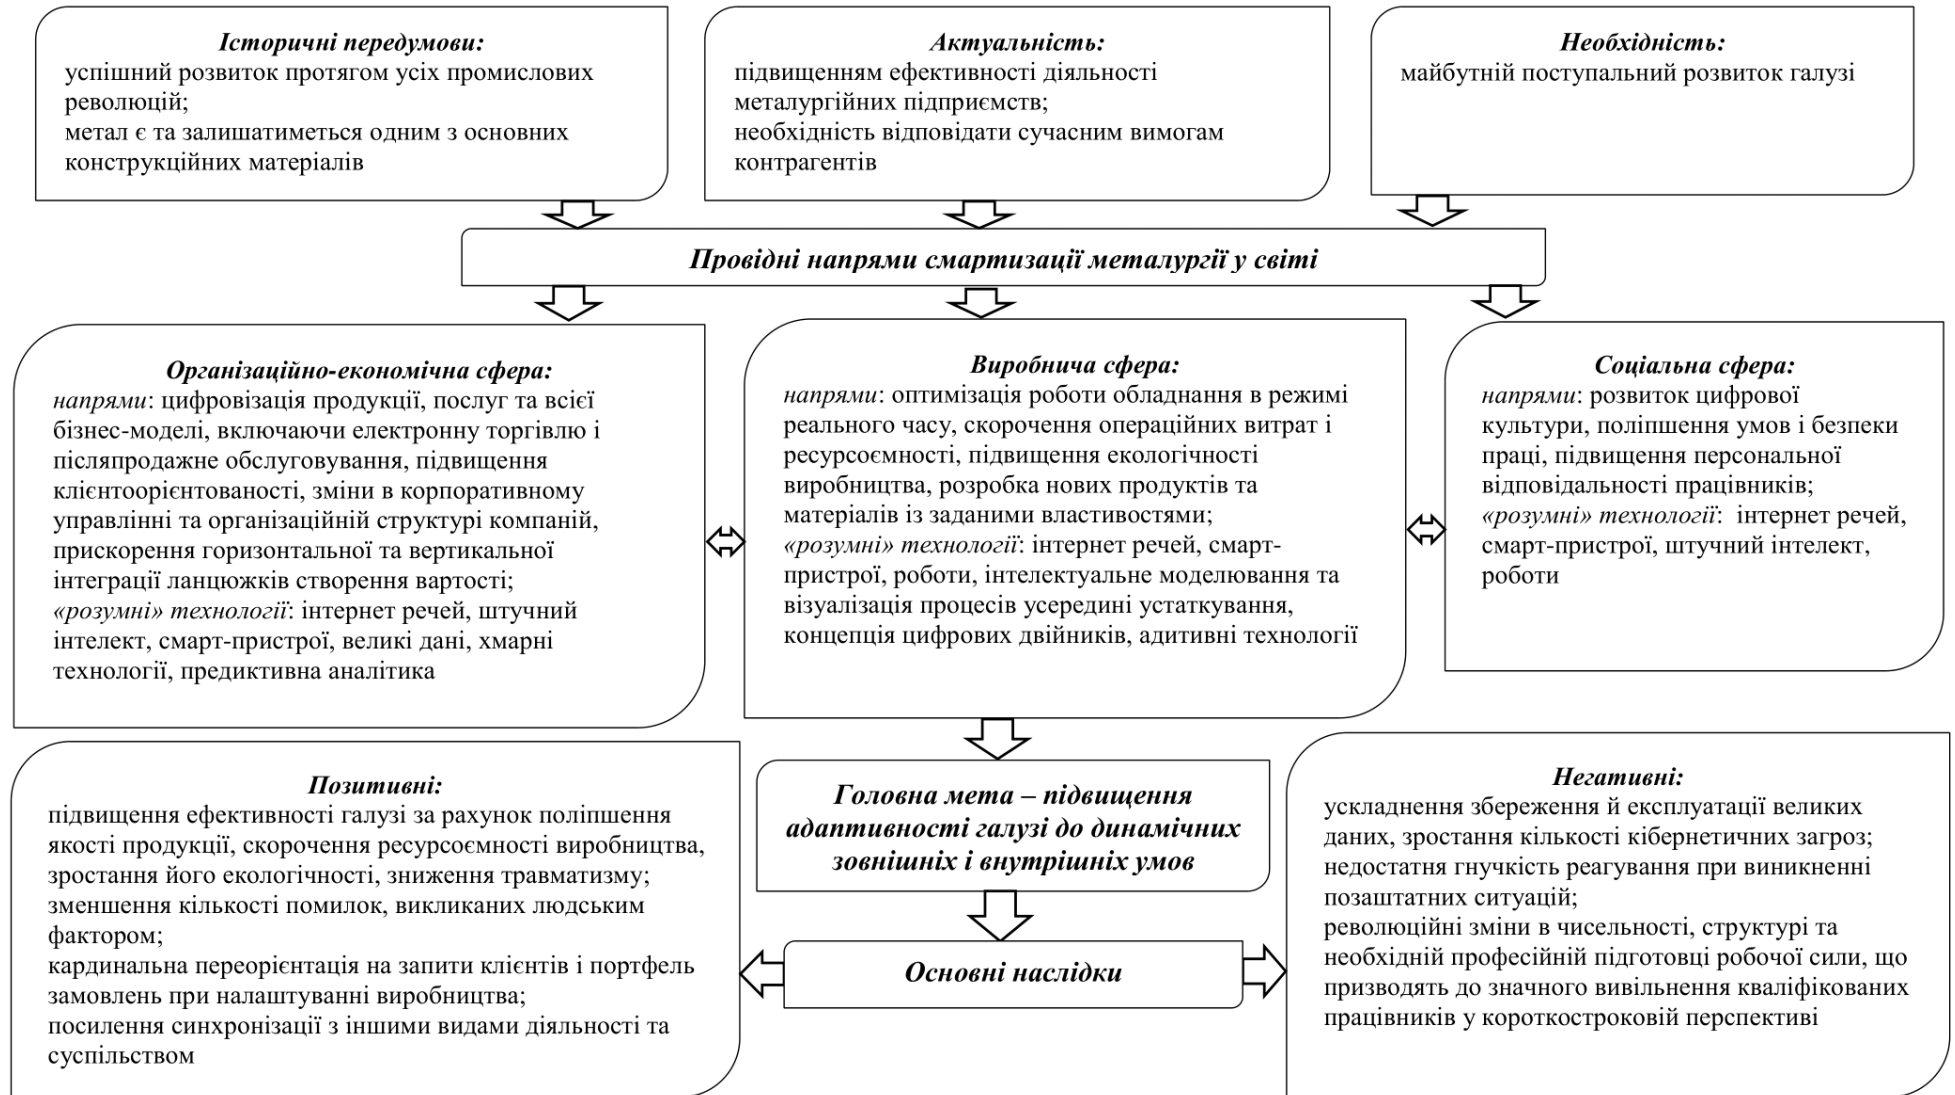 Історичні передумови:
успішний розвиток протягом усіх промислових
революцій;
метал є та залишатиметься одним з основних
конструкційних матеріалів
Актуальність:
підвищенням ефективності діяльності
металургійних підприємств;
необхідність відповідати сучасним вимогам
контрагентів
Необхідність:
майбутній поступальний розвиток галузі
Провідні напрями смартизації металургії у світі
Організаційно-економічна сфера:
напрями: цифровізація продукції, послуг та всієї
бізнес-моделі, включаючи електронну торгівлю і
післяпродажне обслуговування, підвищення
клієнтоорієнтованості, зміни в корпоративному
управлінні та організаційній структурі компаній,
прискорення горизонтальної та вертикальної
інтеграції ланцюжків створення вартості;
«розумні» технології: інтернет речей, штучний
інтелект, смарт-пристрої, великі дані, хмарні
технології, предиктивна аналітика
Виробнича сфера:
напрями: оптимізація роботи обладнання в режимі
реального часу, скорочення операційних витрат і
ресурсоємності, підвищення екологічності
виробництва, розробка нових продуктів та
матеріалів із заданими властивостями;
«розумні» технології: інтернет речей, смарт-
пристрої, роботи, інтелектуальне моделювання та
візуалізація процесів усередині устаткування,
концепція цифрових двійників, адитивні технології
Соціальна сфера:
напрями: розвиток цифрової
культури, поліпшення умов і безпеки
праці, підвищення персональної
відповідальності працівників;
«розумні» технології: інтернет речей,
смарт-пристрої, штучний інтелект,
роботи
Позитивні:
підвищення ефективності галузі за рахунок поліпшення
якості продукції, скорочення ресурсоємності виробництва,
зростання його екологічності, зниження травматизму;
зменшення кількості помилок, викликаних людським
фактором;
кардинальна переорієнтація на запити клієнтів і портфель
замовлень при налаштуванні виробництва;
посилення синхронізації з іншими видами діяльності та
суспільством
Головна мета – підвищення
адаптивності галузі до динамічних
зовнішніх і внутрішніх умов
Основні наслідки
Негативні:
ускладнення збереження й експлуатації великих
даних, зростання кількості кібернетичних загроз;
недостатня гнучкість реагування при виникненні
позаштатних ситуацій;
революційні зміни в чисельності, структурі та
необхідній професійній підготовці робочої сили, що
призводять до значного вивільнення кваліфікованих
працівників у короткостроковій перспективі